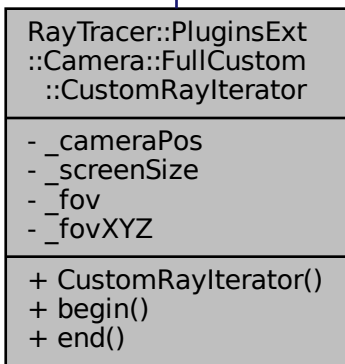 RayTracer::PluginsExt
::Camera::FullCustom
::CustomRayIterator
- _cameraPos
- _screenSize
- _fov
- _fovXYZ
+ CustomRayIterator()
+ begin()
+ end()